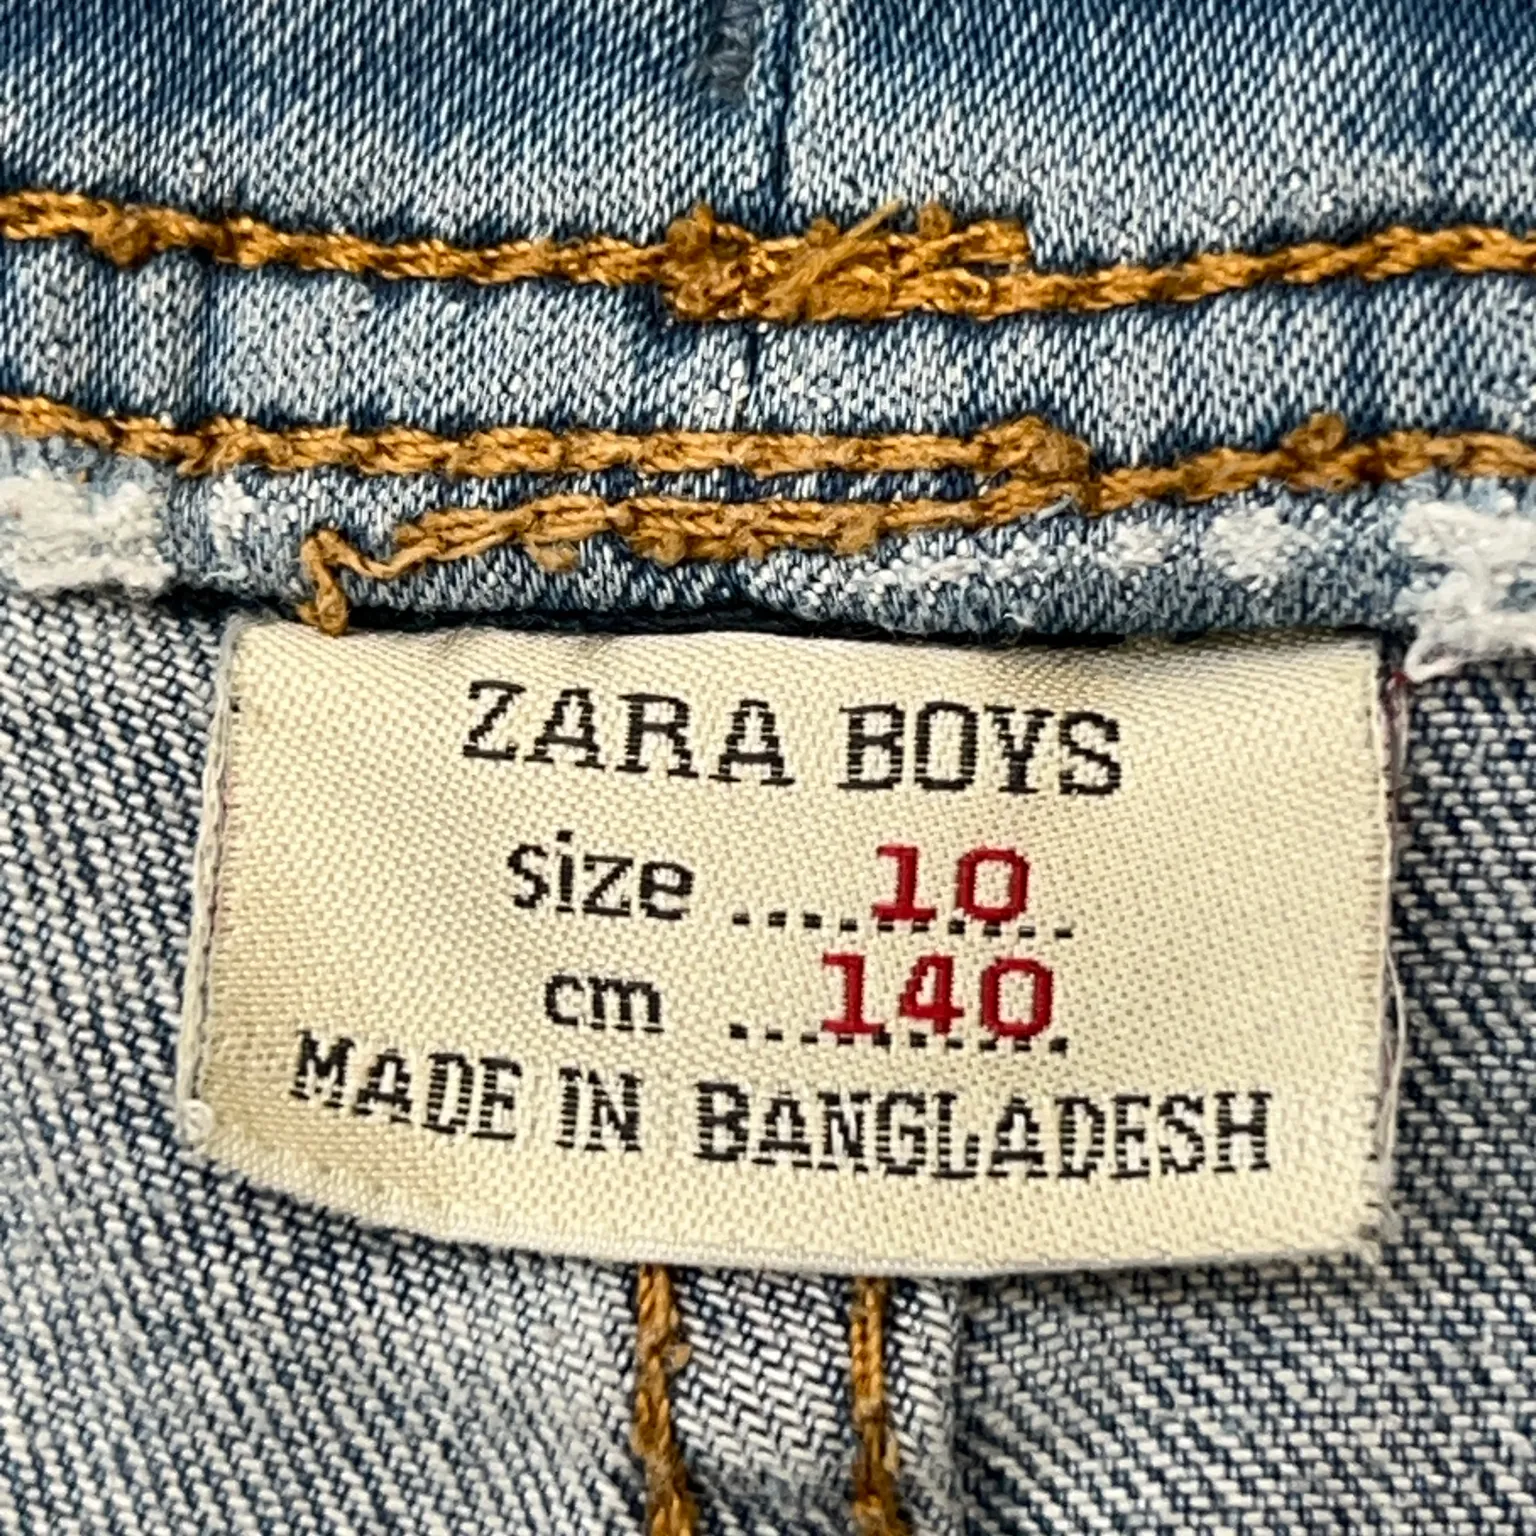 ZARA BOYS
size ....10....
cm ....140....
MADE IN BANGLADESH